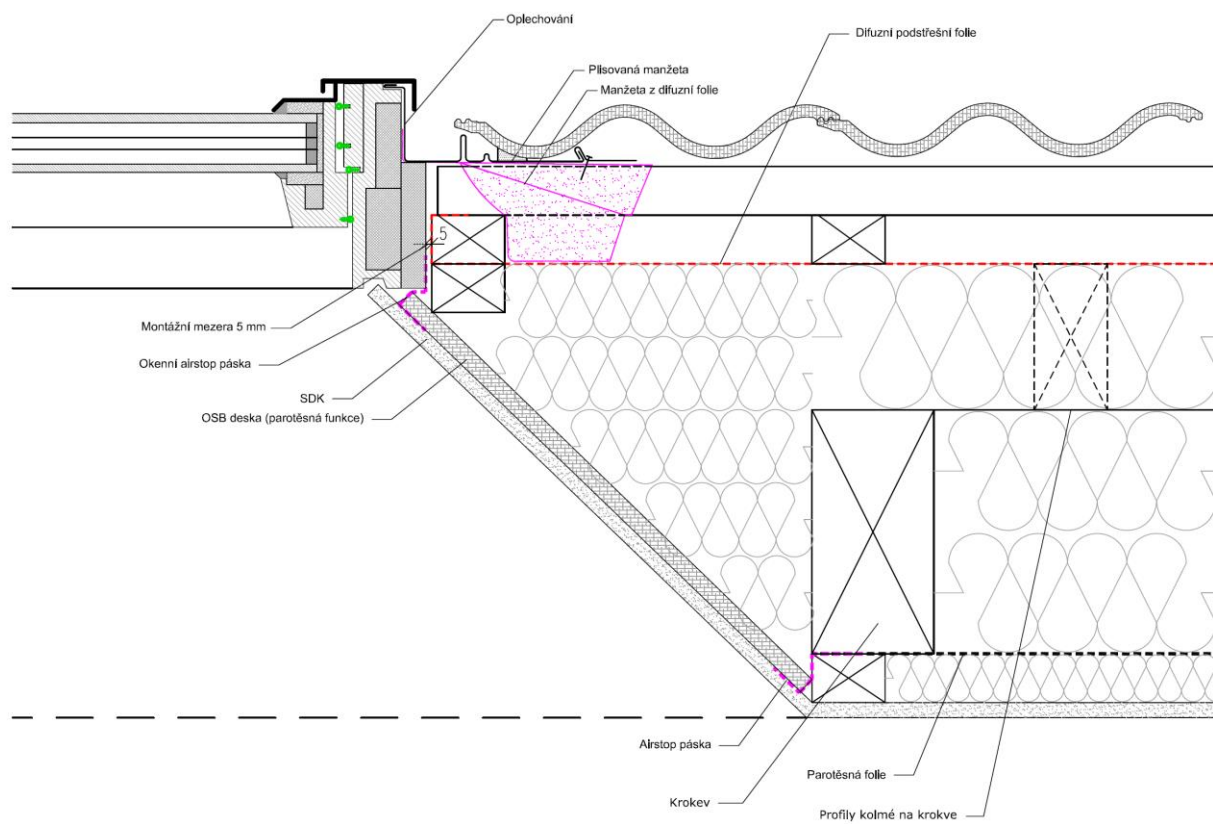 Oplechování
Difuzní podstřešní folie
Plisovaná manžeta
Manžeta z difuzní folie
5
Montážní mezera 5 mm
Okenní airstop páska
SDK
OSB deska (parotěsná funkce)
Airstop páska
Parotěsná folie
Krokev
Profily kolmé na krokve